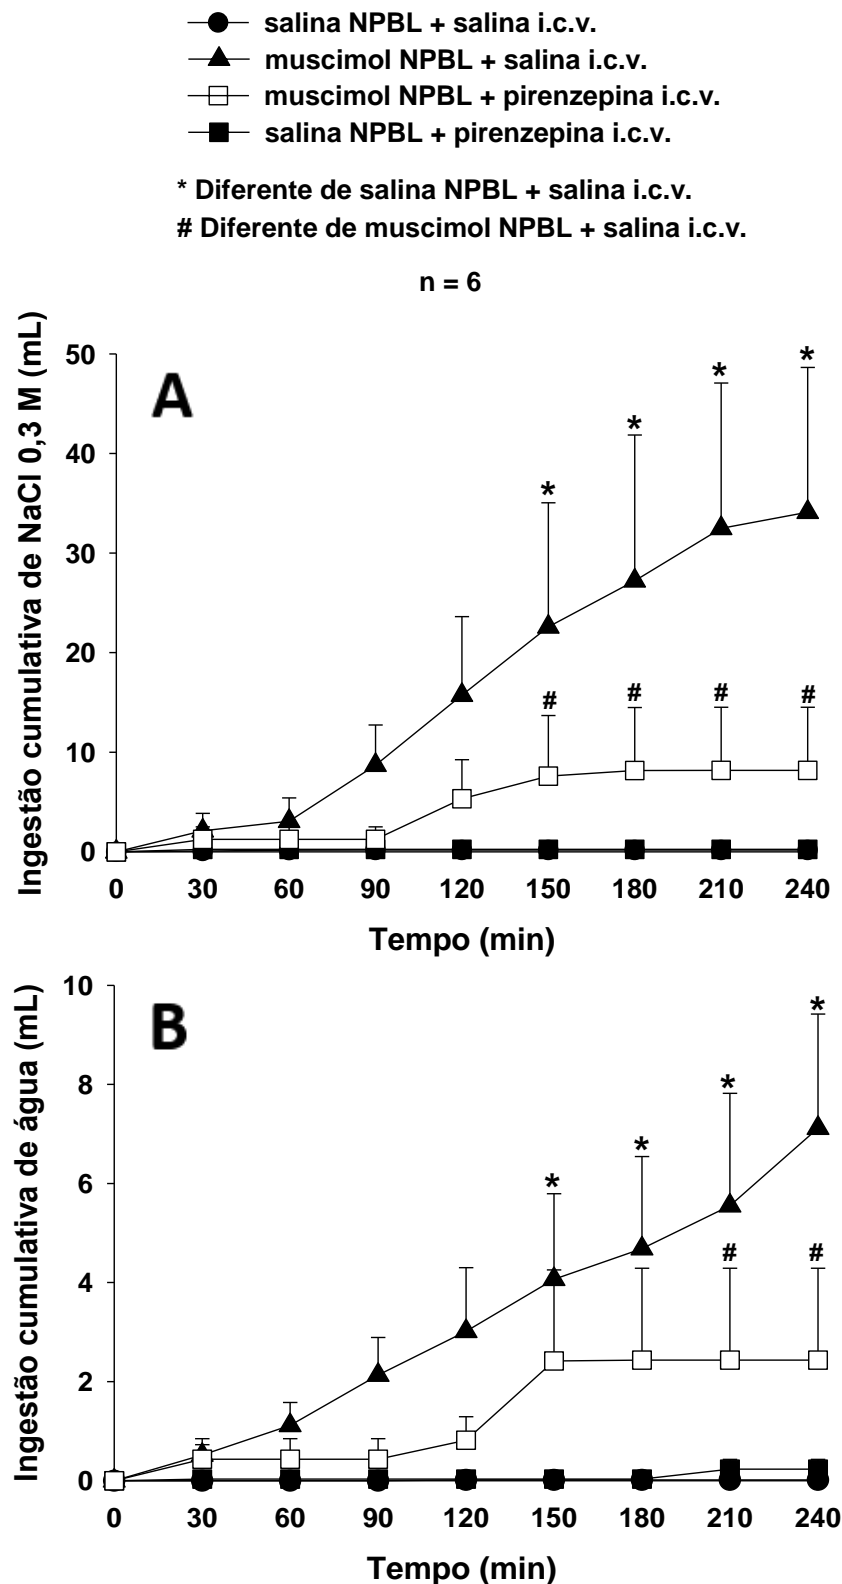 salina NPBL + salina i.c.v.
muscimol NPBL + salina i.c.v.
muscimol NPBL + pirenzepina i.c.v.
salina NPBL + pirenzepina i.c.v.
* Diferente de salina NPBL + salina i.c.v.
# Diferente de muscimol NPBL + salina i.c.v.
n = 6
A
Ingestão cumulativa de NaCl 0,3 M (mL)
50
40
30
20
10
0
* * * *
# # # #
0 30 60 90 120 150 180 210 240
Tempo (min)
B
Ingestão cumulativa de água (mL)
10
8
6
4
2
0
* * * *
# #
0 30 60 90 120 150 180 210 240
Tempo (min)